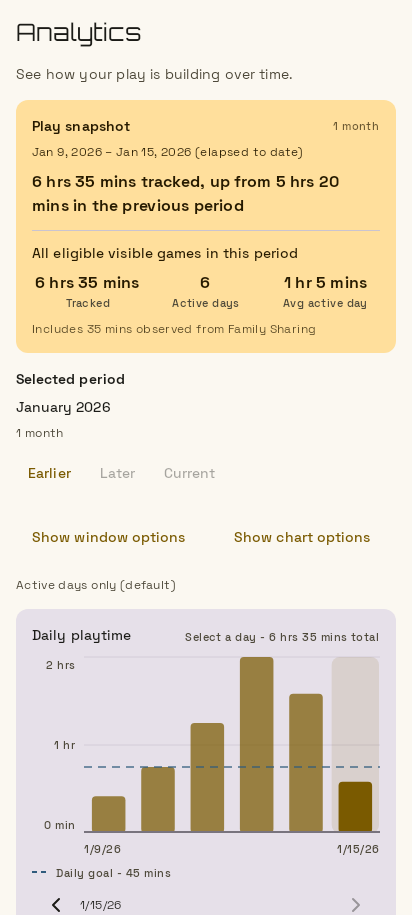 Analytics
See how your play is building over time.
Play snapshot
1 month
Jan 9, 2026 – Jan 15, 2026 (elapsed to date)
6 hrs 35 mins tracked, up from 5 hrs 20
mins in the previous period
All eligible visible games in this period
6 hrs 35 mins
6
1 hr 5 mins
Tracked
Active days
Avg active day
Includes 35 mins observed from Family Sharing
Selected period
January 2026
1 month
Earlier
Later
Current
Show window options
Show chart options
Active days only (default)
Daily playtime
Select a day - 6 hrs 35 mins total
2 hrs
1 hr
0 min
1/9/26
1/15/26
Daily goal - 45 mins
1/15/26